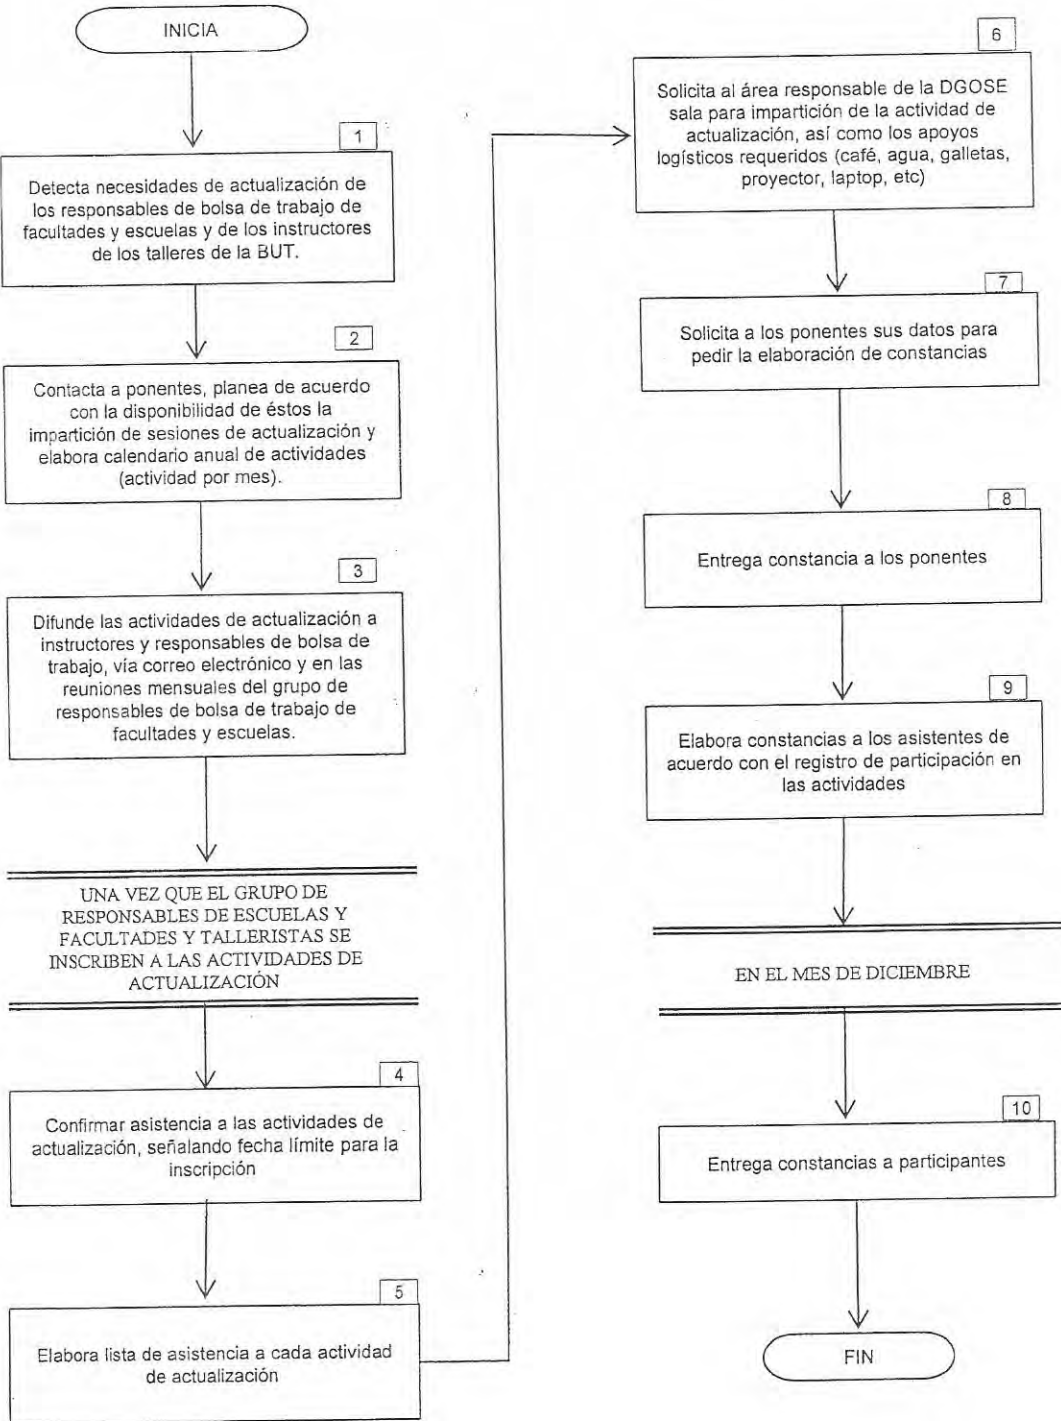 INICIA
1
Detecta necesidades de actualización de
los responsables de bolsa de trabajo de
facultades y escuelas y de los instructores
de los talleres de la BUT.
2
Contacta a ponentes, planea de acuerdo
con la disponibilidad de éstos la
impartición de sesiones de actualización y
elabora calendario anual de actividades
(actividad por mes).
3
Difunde las actividades de actualización a
instructores y responsables de bolsa de
trabajo, vía correo electrónico y en las
reuniones mensuales del grupo de
responsables de bolsa de trabajo de
facultades y escuelas.
UNA VEZ QUE EL GRUPO DE
RESPONSABLES DE ESCUELAS Y
FACULTADES Y TALLERISTAS SE
INSCRIBEN A LAS ACTIVIDADES DE
ACTUALIZACIÓN
4
Confirmar asistencia a las actividades de
actualización, señalando fecha límite para la
inscripción
5
Elabora lista de asistencia a cada actividad
de actualización
6
Solicita al área responsable de la DGOSE
sala para impartición de la actividad de
actualización, así como los apoyos
logísticos requeridos (café, agua, galletas,
proyector, laptop, etc)
7
Solicita a los ponentes sus datos para
pedir la elaboración de constancias
8
Entrega constancia a los ponentes
9
Elabora constancias a los asistentes de
acuerdo con el registro de participación en
las actividades
EN EL MES DE DICIEMBRE
10
Entrega constancias a participantes
FIN